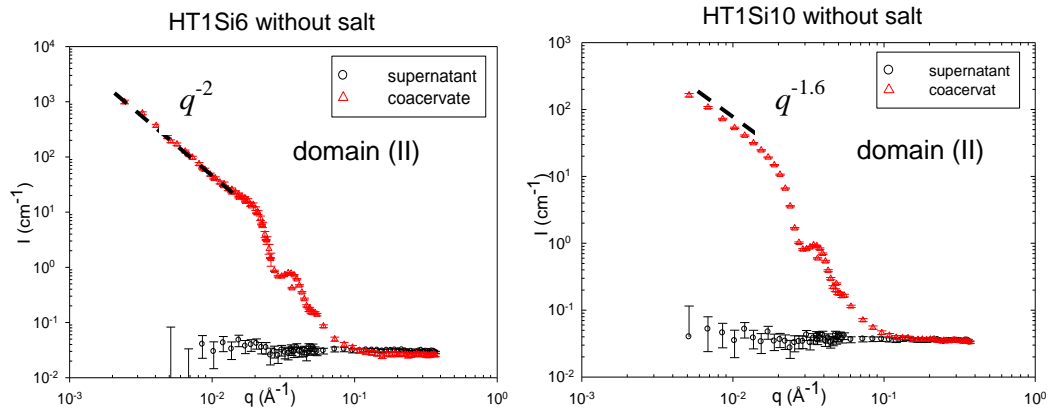 HT1Si6 without salt
10^4
10^3
10^2
10^1
10^0
10^-1
10^-2
I (cm^-1)
supernatant
coacervate
q^-2
domain (II)
10^-3
10^-2
10^-1
10^0
q (Å^-1)
HT1Si10 without salt
10^3
10^2
10^1
10^0
10^-1
10^-2
I (cm^-1)
supernatant
coacervat
q^-1.6
domain (II)
10^-3
10^-2
10^-1
10^0
q (Å^-1)